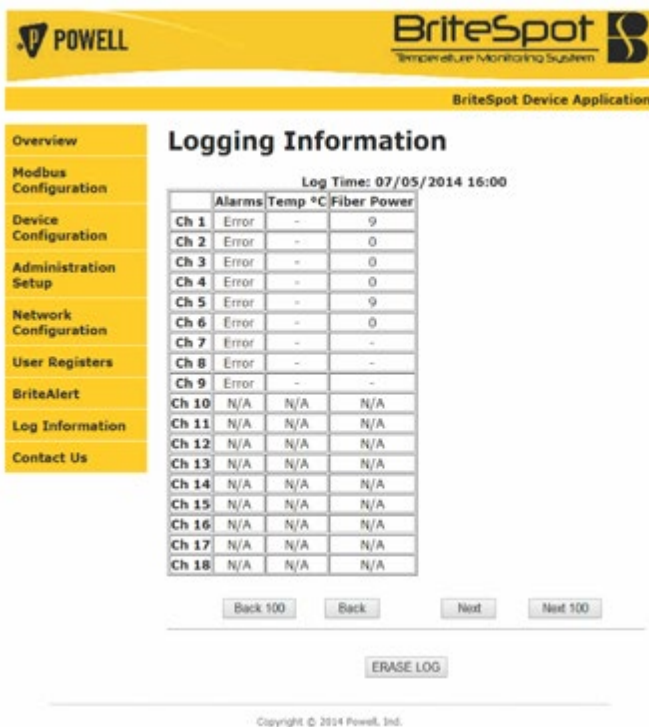 POWELL
BriteSpot
Temperature Monitoring System
BriteSpot Device Application
Overview
Modbus
Configuration
Device
Configuration
Administration
Setup
Network
Configuration
User Registers
BriteAlert
Log Information
Contact Us
Logging Information
Log Time: 07/05/2014 16:00
Alarms Temp °C Fiber Power
Ch 1 Error - 9
Ch 2 Error - 0
Ch 3 Error - 0
Ch 4 Error - 0
Ch 5 Error - 9
Ch 6 Error - 0
Ch 7 Error - -
Ch 8 Error - -
Ch 9 Error - -
Ch 10 N/A N/A N/A
Ch 11 N/A N/A N/A
Ch 12 N/A N/A N/A
Ch 13 N/A N/A N/A
Ch 14 N/A N/A N/A
Ch 15 N/A N/A N/A
Ch 16 N/A N/A N/A
Ch 17 N/A N/A N/A
Ch 18 N/A N/A N/A
Back 100 Back Next Next 100
ERASE LOG
Copyright © 2014 Powell, Ind.